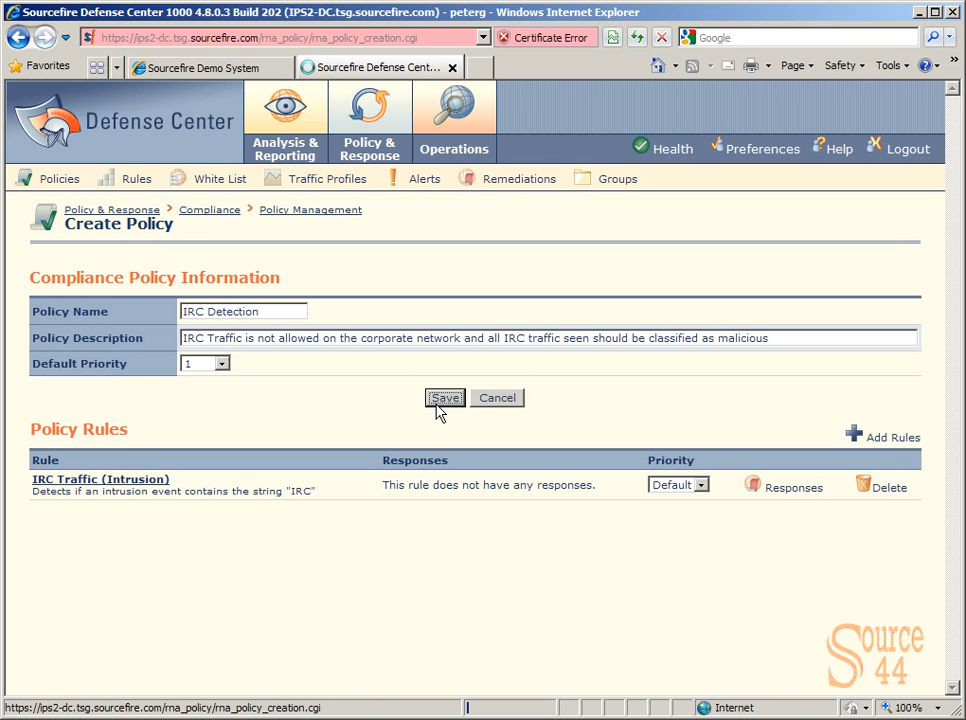 Sourcefire Defense Center 1000 4.8.0.3 Build 202 (IPS2-DC.tsg.sourcefire.com) - peterg - Windows Internet Explorer
https://ips2-dc.tsg.sourcefire.com/rna_policy/rna_policy_creation.cgi
Certificate Error
Google
Favorites
Sourcefire Demo System
Sourcefire Defense Cent...
Page
Safety
Tools
Defense Center
Analysis & Reporting
Policy & Response
Operations
Health
Preferences
Help
Logout
Policies
Rules
White List
Traffic Profiles
Alerts
Remediations
Groups
Policy & Response > Compliance > Policy Management
Create Policy
Compliance Policy Information
Policy Name
IRC Detection
Policy Description
IRC Traffic is not allowed on the corporate network and all IRC traffic seen should be classified as malicious
Default Priority
1
Save
Cancel
Policy Rules
Add Rules
Rule
Responses
Priority
IRC Traffic (Intrusion)
Detects if an intrusion event contains the string "IRC"
This rule does not have any responses.
Default
Responses
Delete
Source
44
https://ips2-dc.tsg.sourcefire.com/rna_policy/rna_policy_creation.cgi
Internet
100%